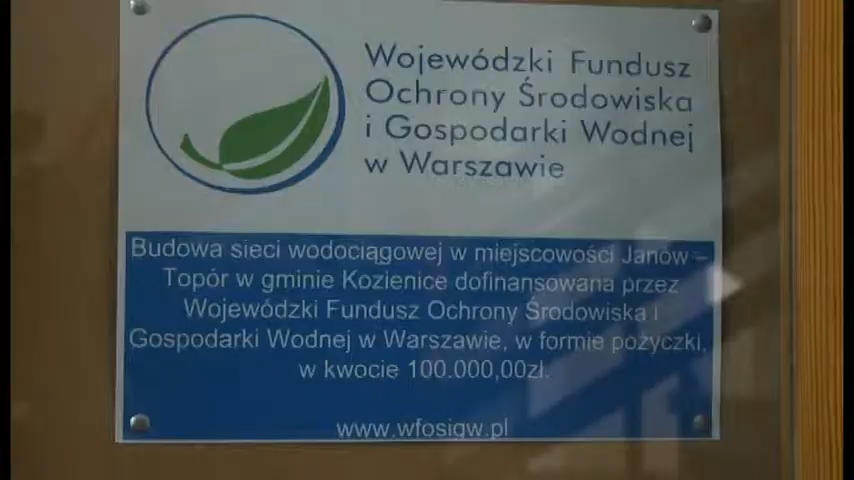 Wojewódzki Fundusz
Ochrony Środowiska
i Gospodarki Wodnej
w Warszawie
Budowa sieci wodociągowej w miejscowości Janów –
Topór w gminie Kozienice dofinansowana przez
Wojewódzki Fundusz Ochrony Środowiska i
Gospodarki Wodnej w Warszawie, w formie pożyczki,
w kwocie 100.000,00zł.
www.wfosigw.pl